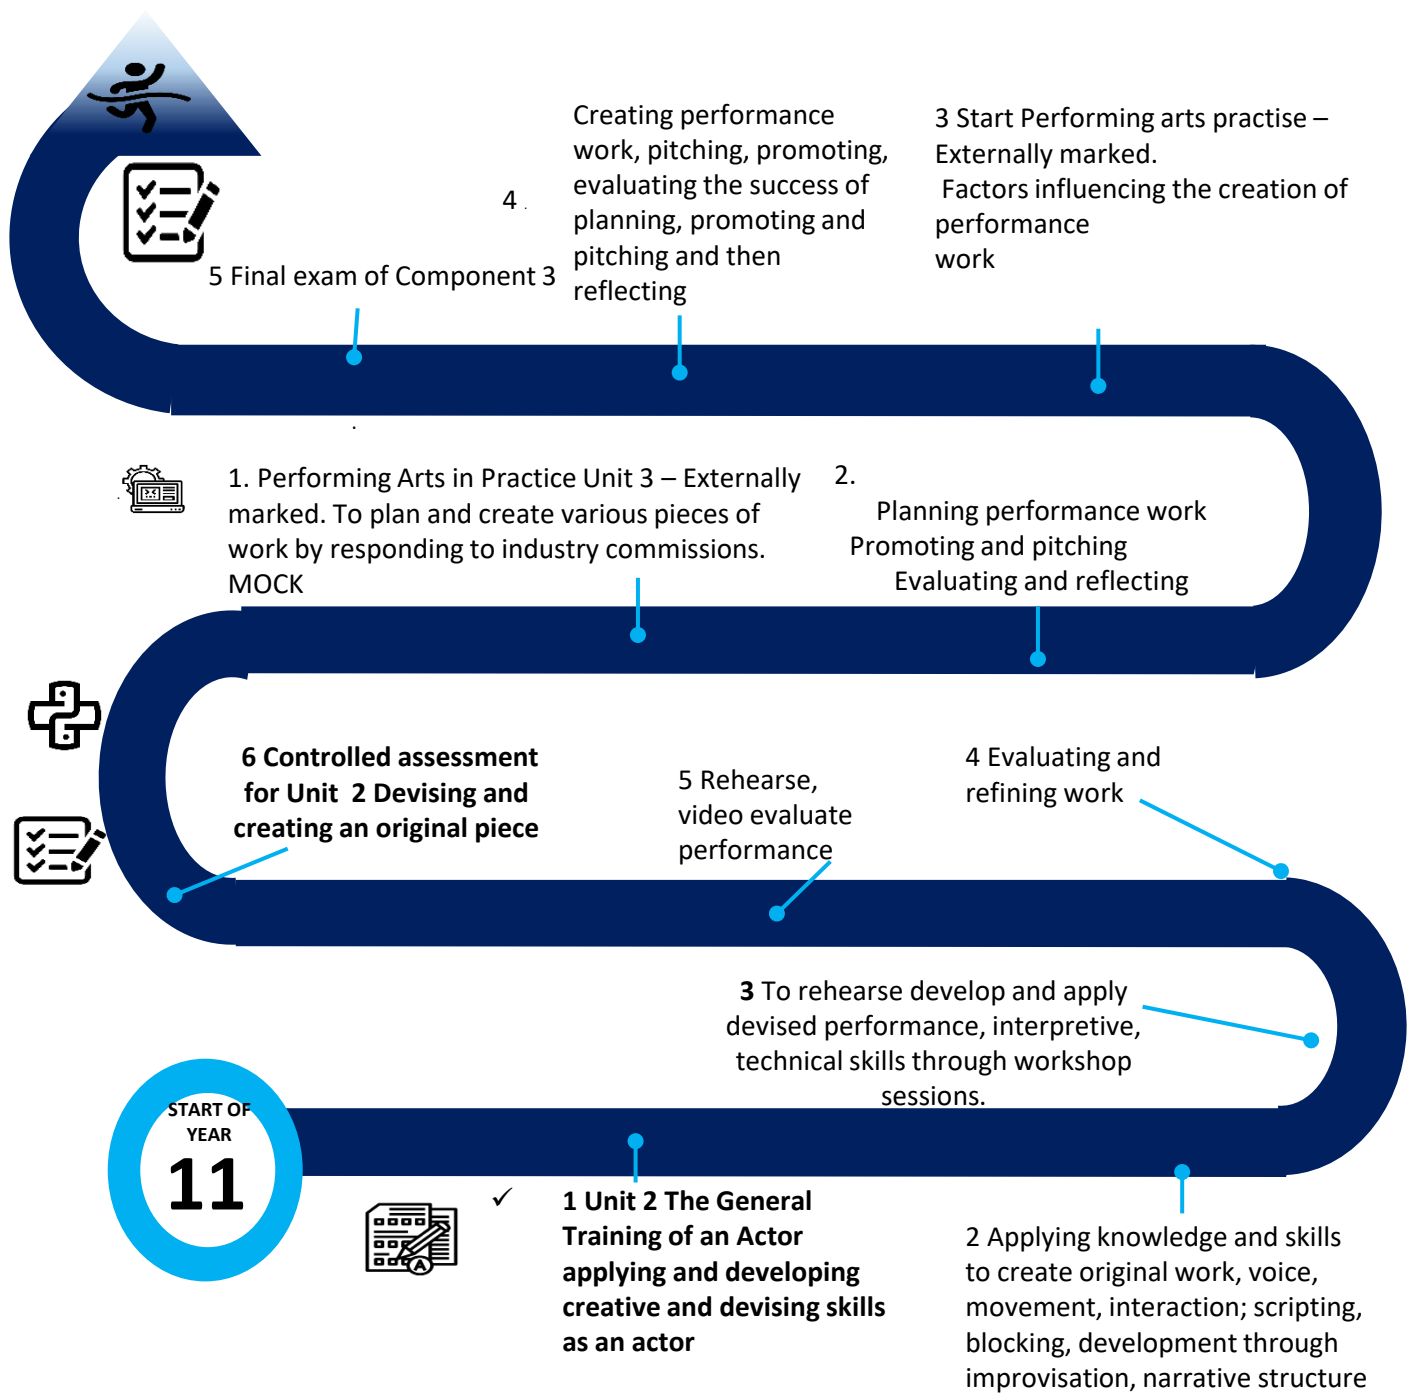 Creating performance
work, pitching, promoting,
evaluating the success of
planning, promoting and
pitching and then
reflecting
3 Start Performing arts practise –
Externally marked.
Factors influencing the creation of
performance
work
4 .
5 Final exam of Component 3
.
1. Performing Arts in Practice Unit 3 – Externally
marked. To plan and create various pieces of
work by responding to industry commissions.
MOCK
2.
Planning performance work
Promoting and pitching
Evaluating and reflecting
6 Controlled assessment
for Unit 2 Devising and
creating an original piece
5 Rehearse,
video evaluate
performance
4 Evaluating and
refining work
3 To rehearse develop and apply
devised performance, interpretive,
technical skills through workshop
sessions.
START OF
YEAR
11
✓ 1 Unit 2 The General
Training of an Actor
applying and developing
creative and devising skills
as an actor
2 Applying knowledge and skills
to create original work, voice,
movement, interaction; scripting,
blocking, development through
improvisation, narrative structure
A